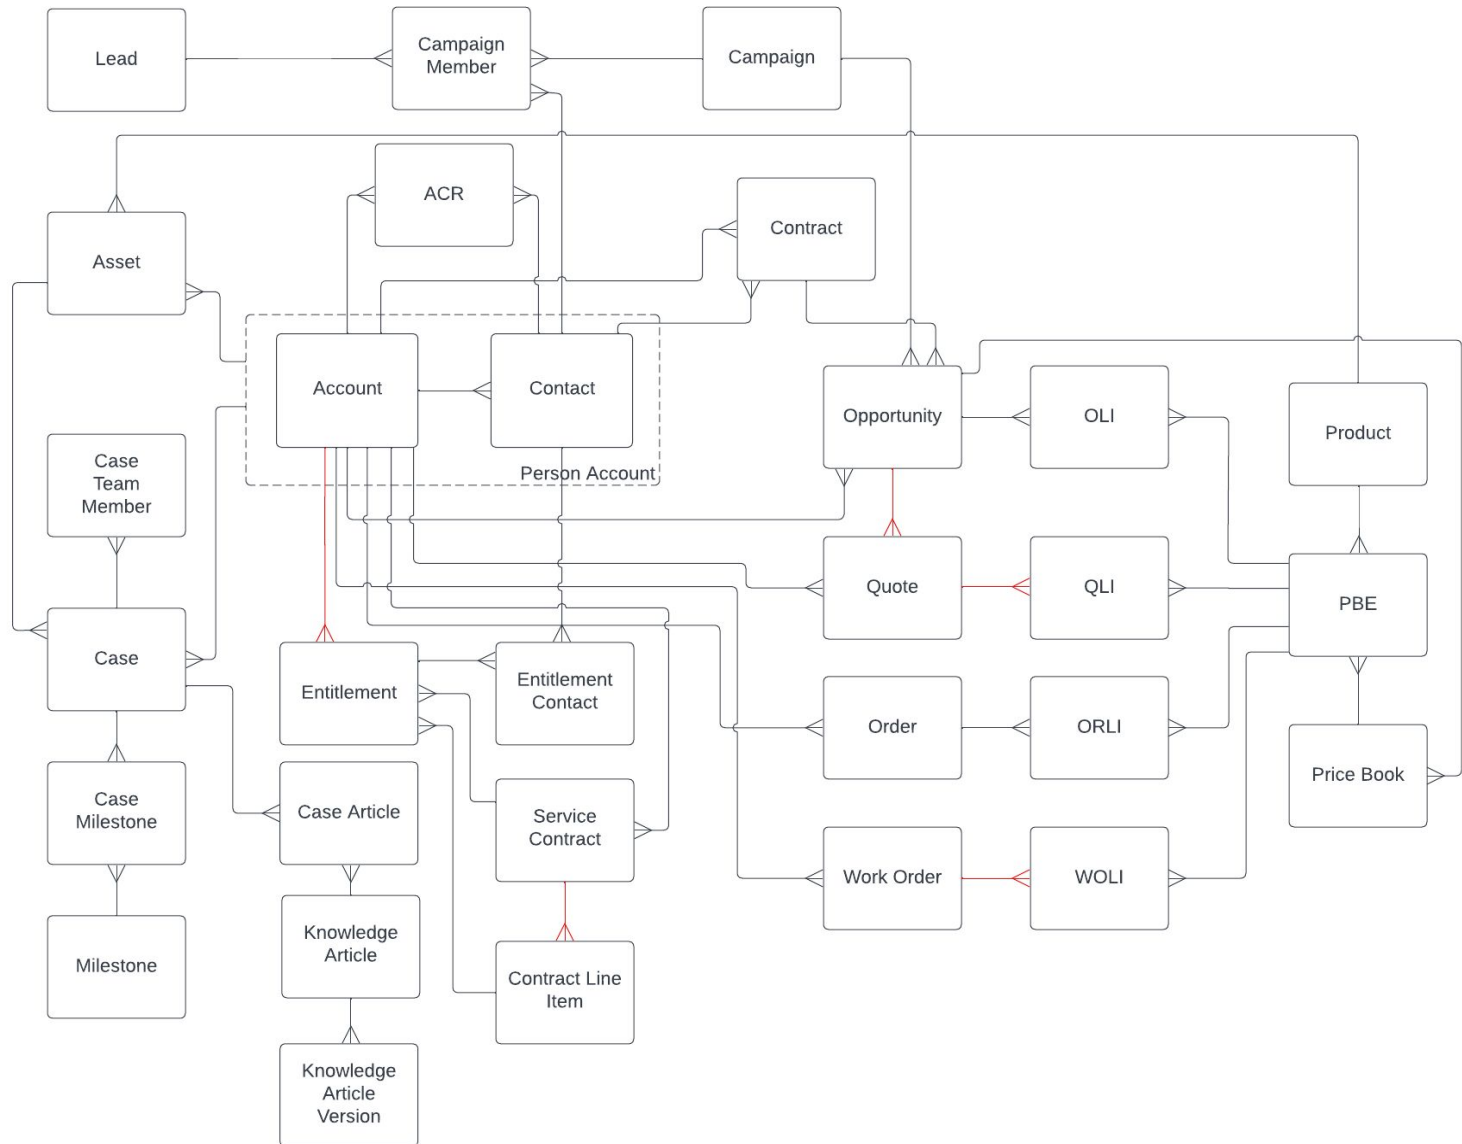 Lead
Campaign
Member
Campaign
ACR
Contract
Asset
Account
Contact
Person Account
Opportunity
OLI
Product
Case
Team
Member
Quote
QLI
PBE
Case
Entitlement
Entitlement
Contact
Order
ORLI
Price Book
Case
Milestone
Case Article
Service
Contract
Work Order
WOLI
Milestone
Knowledge
Article
Contract Line
Item
Knowledge
Article
Version